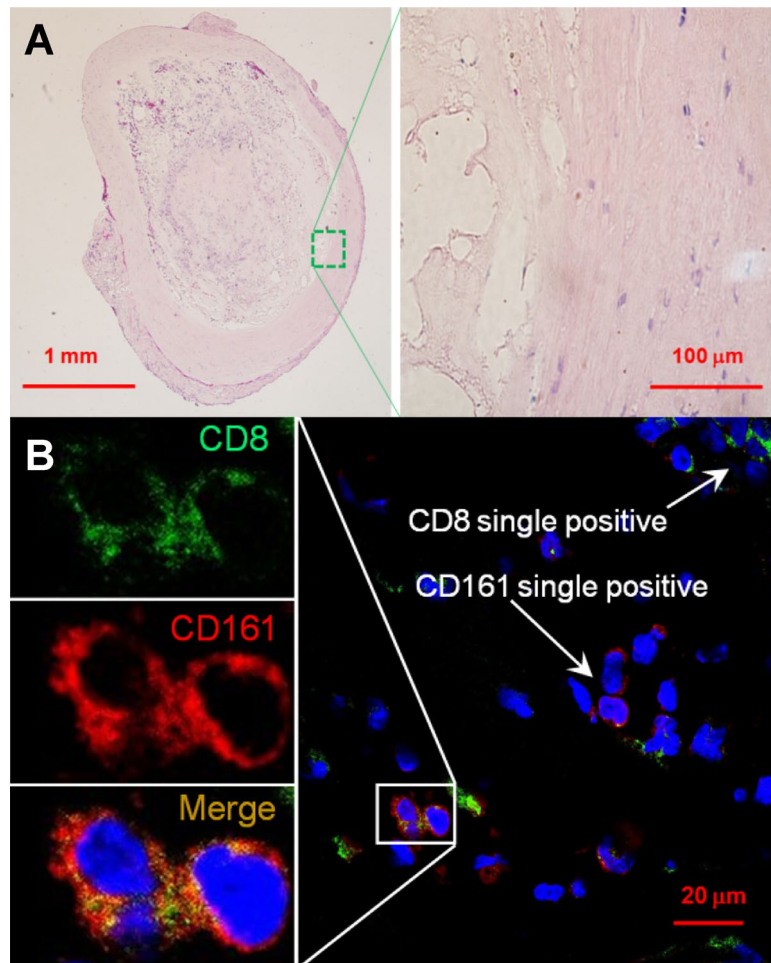 A
1 mm
100 μm
B
CD8
CD161
Merge
CD8 single positive
CD161 single positive
20 μm